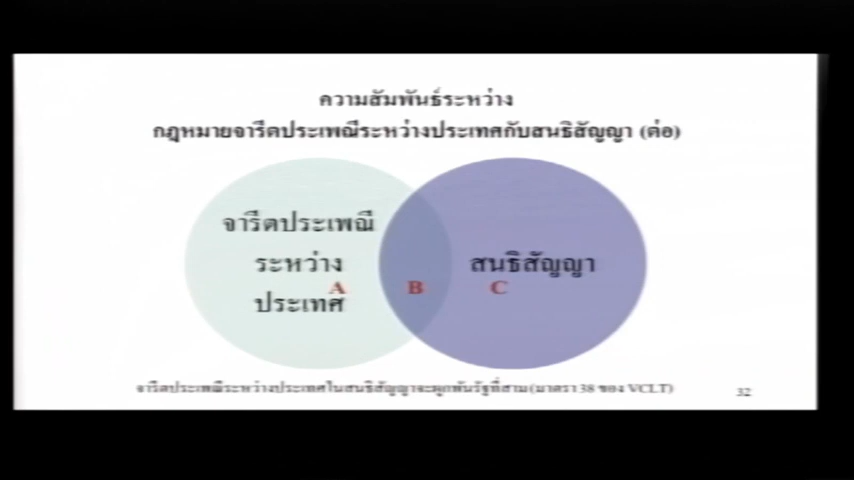 ความสัมพันธ์ระหว่าง
กฎหมายจารีตประเพณีระหว่างประเทศกับสนธิสัญญา (ต่อ)
จารีตประเพณี
ระหว่าง
ประเทศ
A
B
สนธิสัญญา
C
จารีตประเพณีระหว่างประเทศในสนธิสัญญาจะผูกพันรัฐที่สาม (มาตรา 38 ของ VCLT)
32